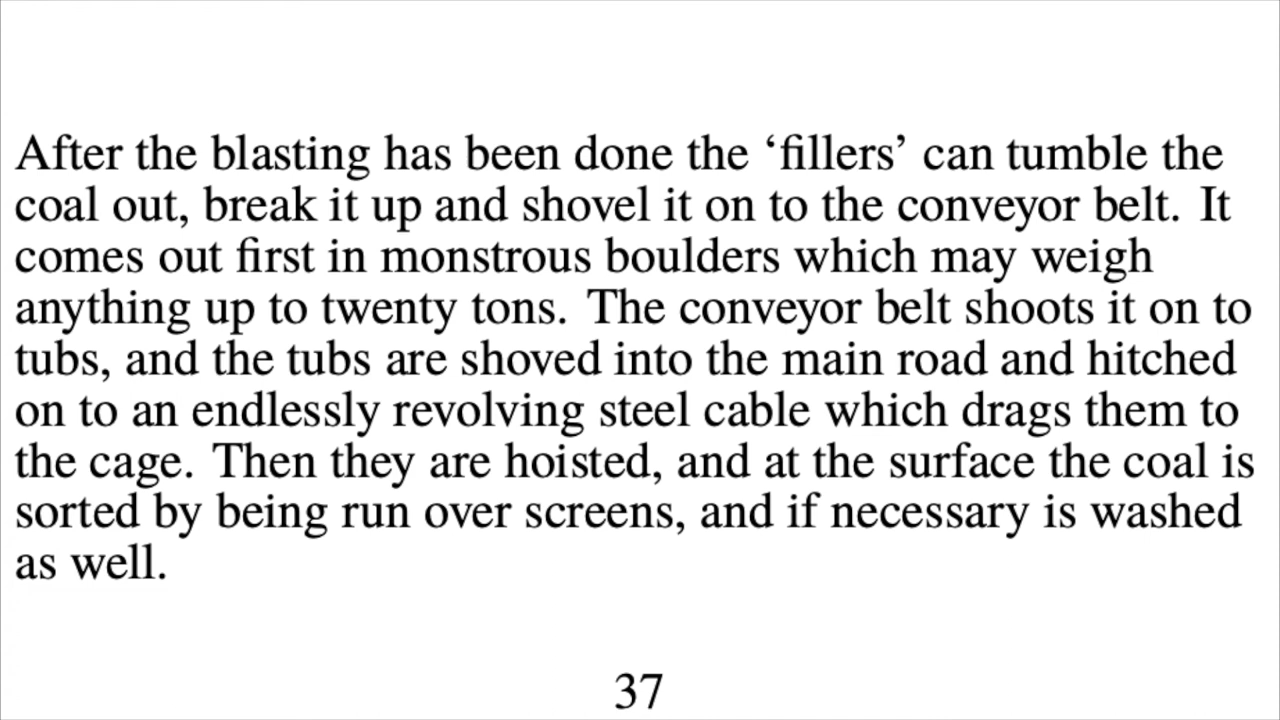 After the blasting has been done the ‘fillers’ can tumble the
coal out, break it up and shovel it on to the conveyor belt. It
comes out first in monstrous boulders which may weigh
anything up to twenty tons. The conveyor belt shoots it on to
tubs, and the tubs are shoved into the main road and hitched
on to an endlessly revolving steel cable which drags them to
the cage. Then they are hoisted, and at the surface the coal is
sorted by being run over screens, and if necessary is washed
as well.
37